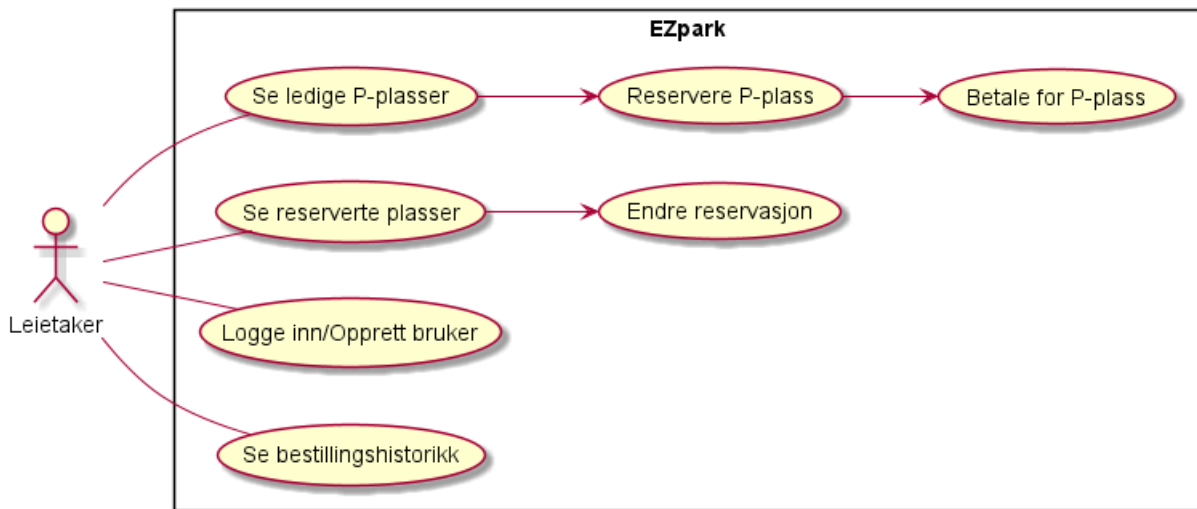 EZpark
Se ledige P-plasser
Reservere P-plass
Betale for P-plass
Se reserverte plasser
Endre reservasjon
Leietaker
Logge inn/Opprett bruker
Se bestillingshistorikk